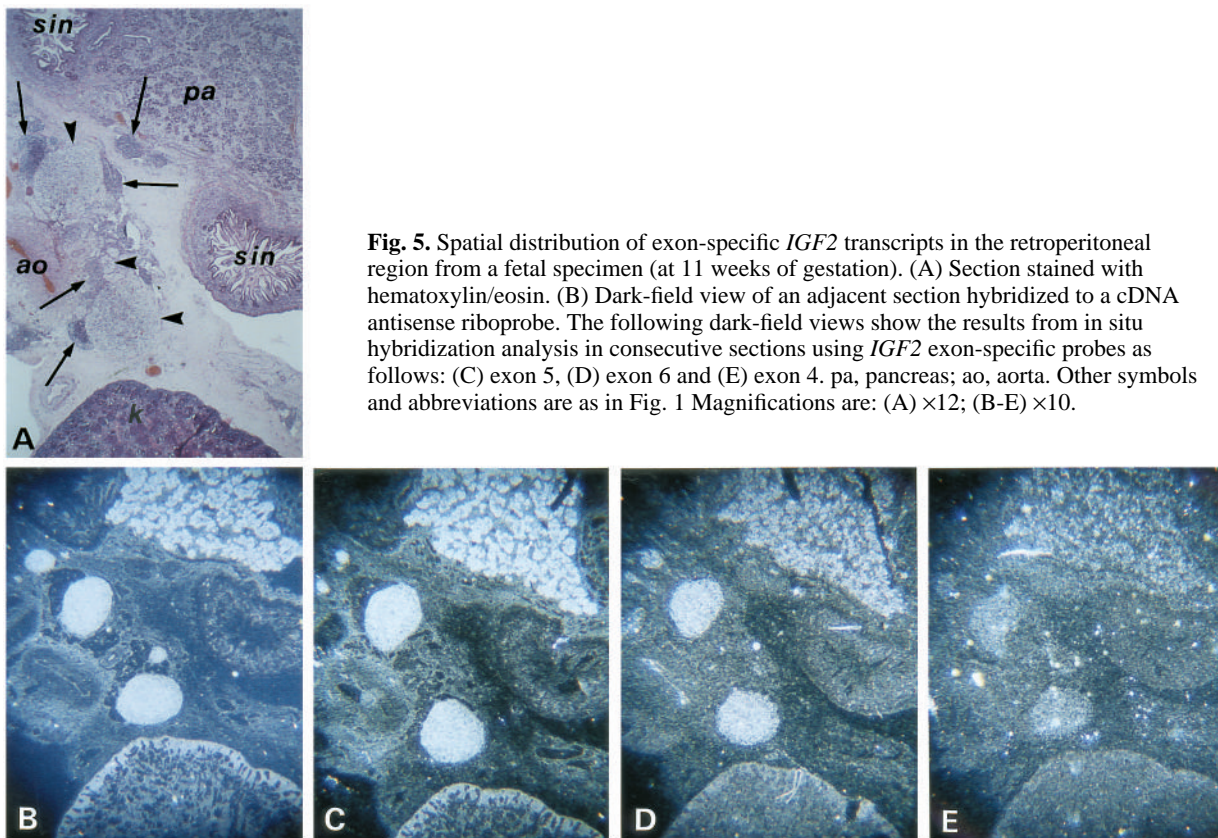 sin
pa
ao
sin
k
A
Fig. 5. Spatial distribution of exon-specific IGF2 transcripts in the retroperitoneal
region from a fetal specimen (at 11 weeks of gestation). (A) Section stained with
hematoxylin/eosin. (B) Dark-field view of an adjacent section hybridized to a cDNA
antisense riboprobe. The following dark-field views show the results from in situ
hybridization analysis in consecutive sections using IGF2 exon-specific probes as
follows: (C) exon 5, (D) exon 6 and (E) exon 4. pa, pancreas; ao, aorta. Other symbols
and abbreviations are as in Fig. 1 Magnifications are: (A) ×12; (B-E) ×10.
B
C
D
E